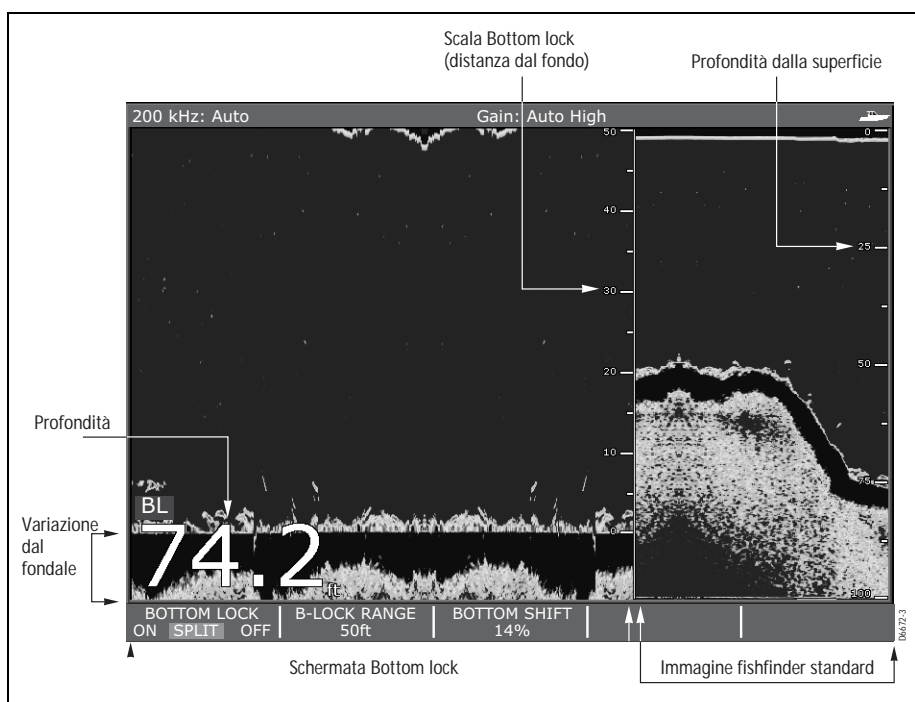 Scala Bottom lock
(distanza dal fondo)
Profondità dalla superficie
200 kHz: Auto
Gain: Auto High
50
40
30
20
10
0
0
25
50
75
100
Profondità
BL
74.2 ft
Variazione
dal
fondale
BOTTOM LOCK
ON SPLIT OFF
B-LOCK RANGE
50ft
BOTTOM SHIFT
14%
Schermata Bottom lock
Immagine fishfinder standard
D6672-3